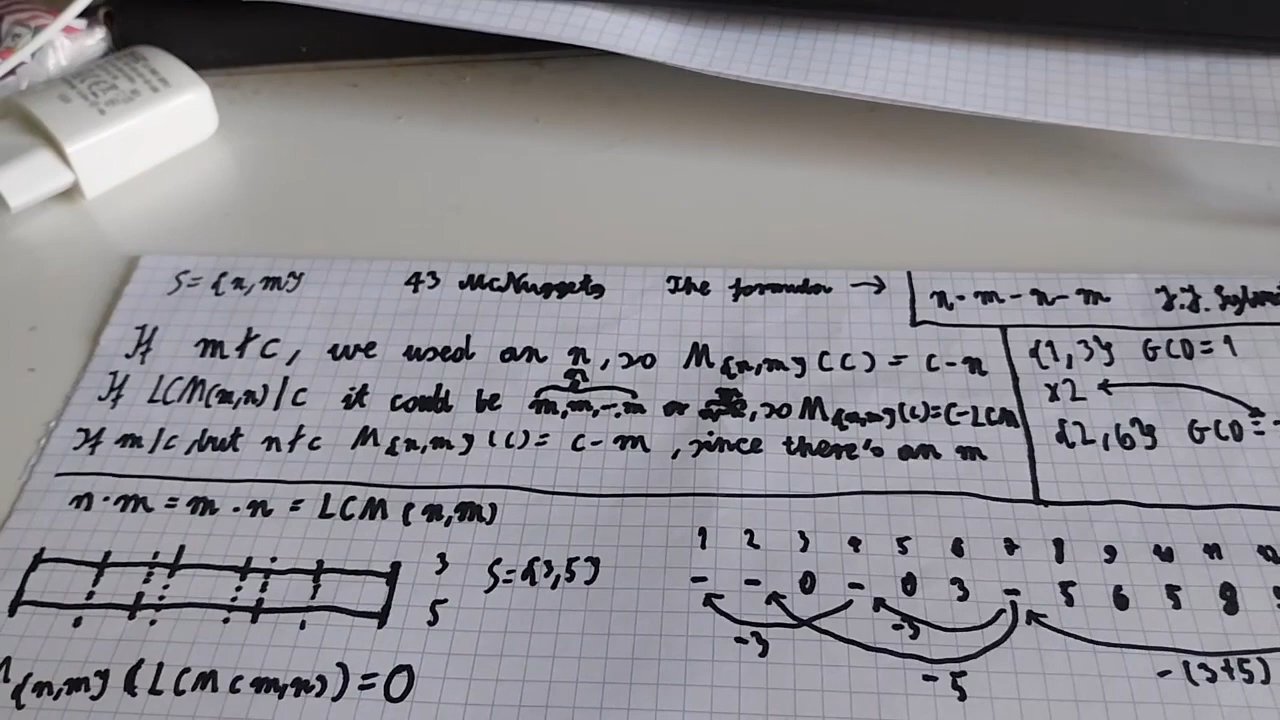 S={n,m} 43 McNuggets The formula → n·m-n-m J.J. Sylve
If m∤c, we used an n, so M{n,m}(c) = c-n
If LCM(m,n)|c it could be m,m,...m or , so M{n,m}(c)=c-LCM
If m|c, but n∤c M{n,m}(c) = c-m, since there's an m
{1,3} GCD=1
x2
{2,6} GCD=
n·m = m·n = LCM(n,m)
3
5
S={3,5}
1 2 3 4 5 6 7 8 9 10 11
- - 0 - 0 3 - 5 6 5 8
-3 -3 -5 -(3+5)
{n,m}(LCM(m,n))=0